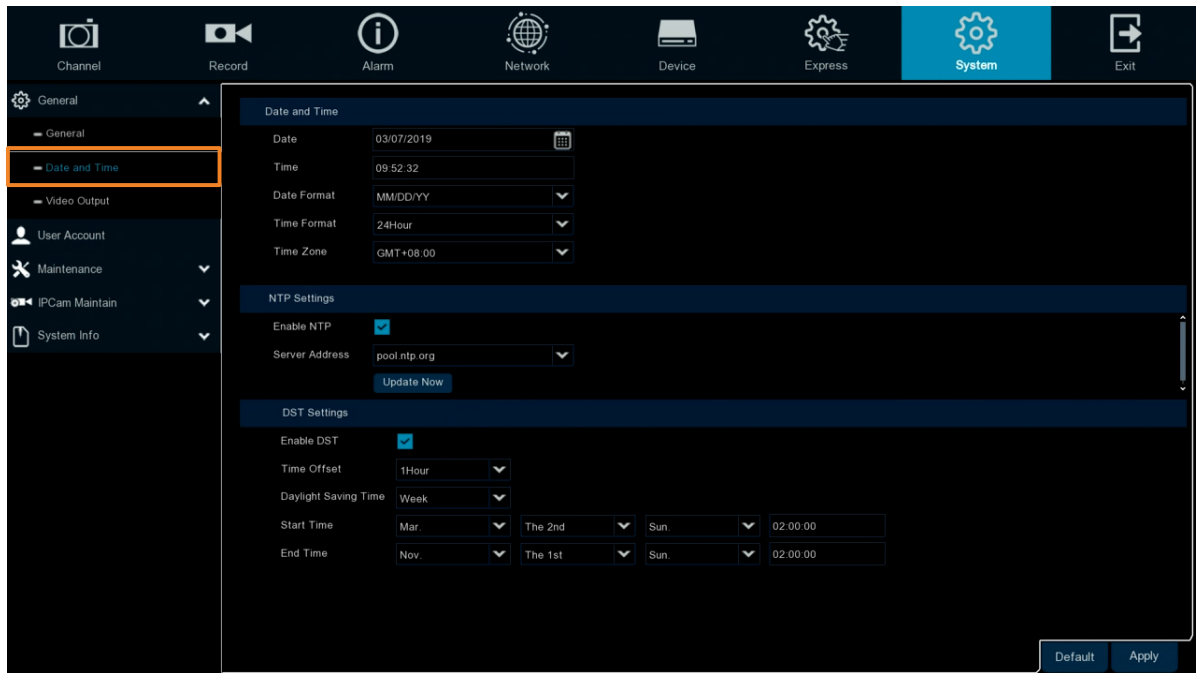 Channel Record Alarm Network Device Express System Exit
General
General
Date and Time
Video Output
User Account
Maintenance
IPCam Maintain
System Info
Date and Time
Date 03/07/2019
Time 09:52:32
Date Format MM/DD/YY
Time Format 24Hour
Time Zone GMT+08:00
NTP Settings
Enable NTP
Server Address pool.ntp.org
Update Now
DST Settings
Enable DST
Time Offset 1Hour
Daylight Saving Time Week
Start Time Mar. The 2nd Sun. 02:00:00
End Time Nov. The 1st Sun. 02:00:00
Default Apply